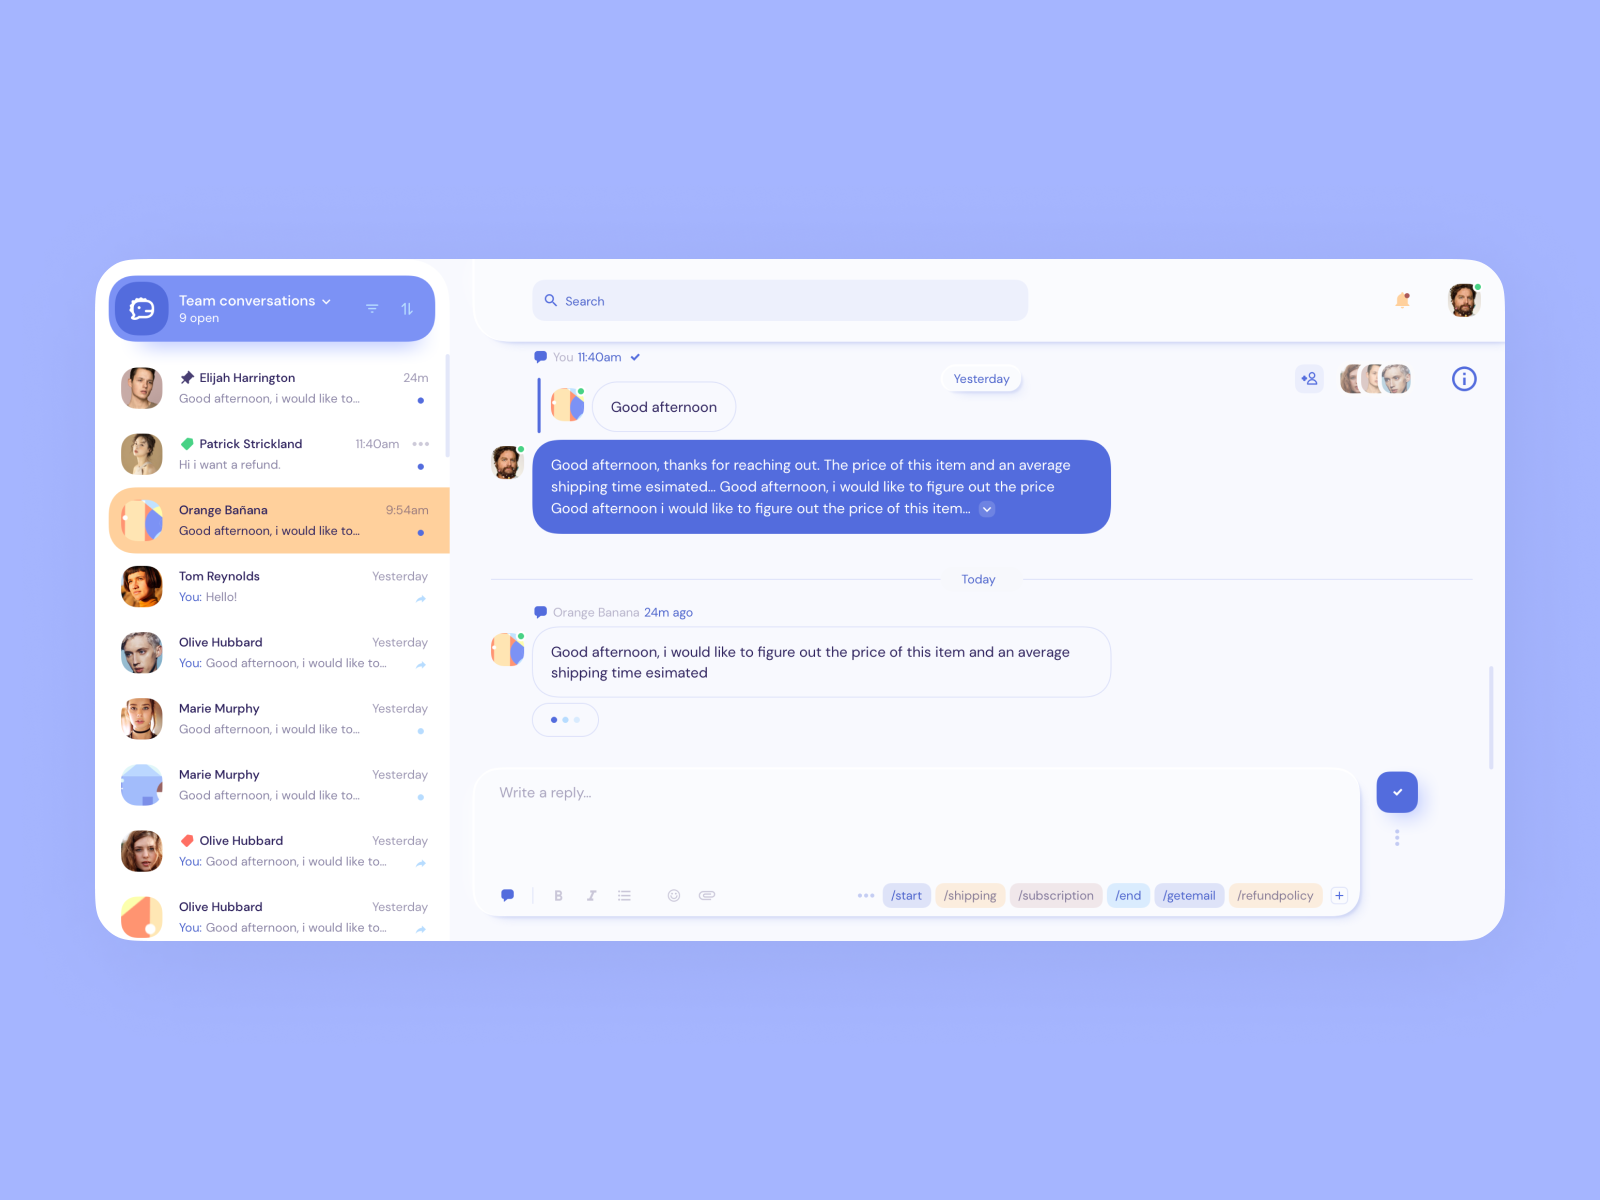 Team conversations
9 open
Elijah Harrington 24m
Good afternoon, i would like to...
Patrick Strickland 11:40am
Hi i want a refund.
Orange Bañana 9:54am
Good afternoon, i would like to...
Tom Reynolds Yesterday
You: Hello!
Olive Hubbard Yesterday
You: Good afternoon, i would like to...
Marie Murphy Yesterday
Good afternoon, i would like to...
Marie Murphy Yesterday
Good afternoon, i would like to...
Olive Hubbard Yesterday
You: Good afternoon, i would like to...
Olive Hubbard Yesterday
You: Good afternoon, i would like to...
Search
You 11:40am
Yesterday
Good afternoon
Good afternoon, thanks for reaching out. The price of this item and an average
shipping time esimated... Good afternoon, i would like to figure out the price
Good afternoon i would like to figure out the price of this item...
Today
Orange Banana 24m ago
Good afternoon, i would like to figure out the price of this item and an average
shipping time esimated
Write a reply...
B I /start /shipping /subscription /end /getemail /refundpolicy +